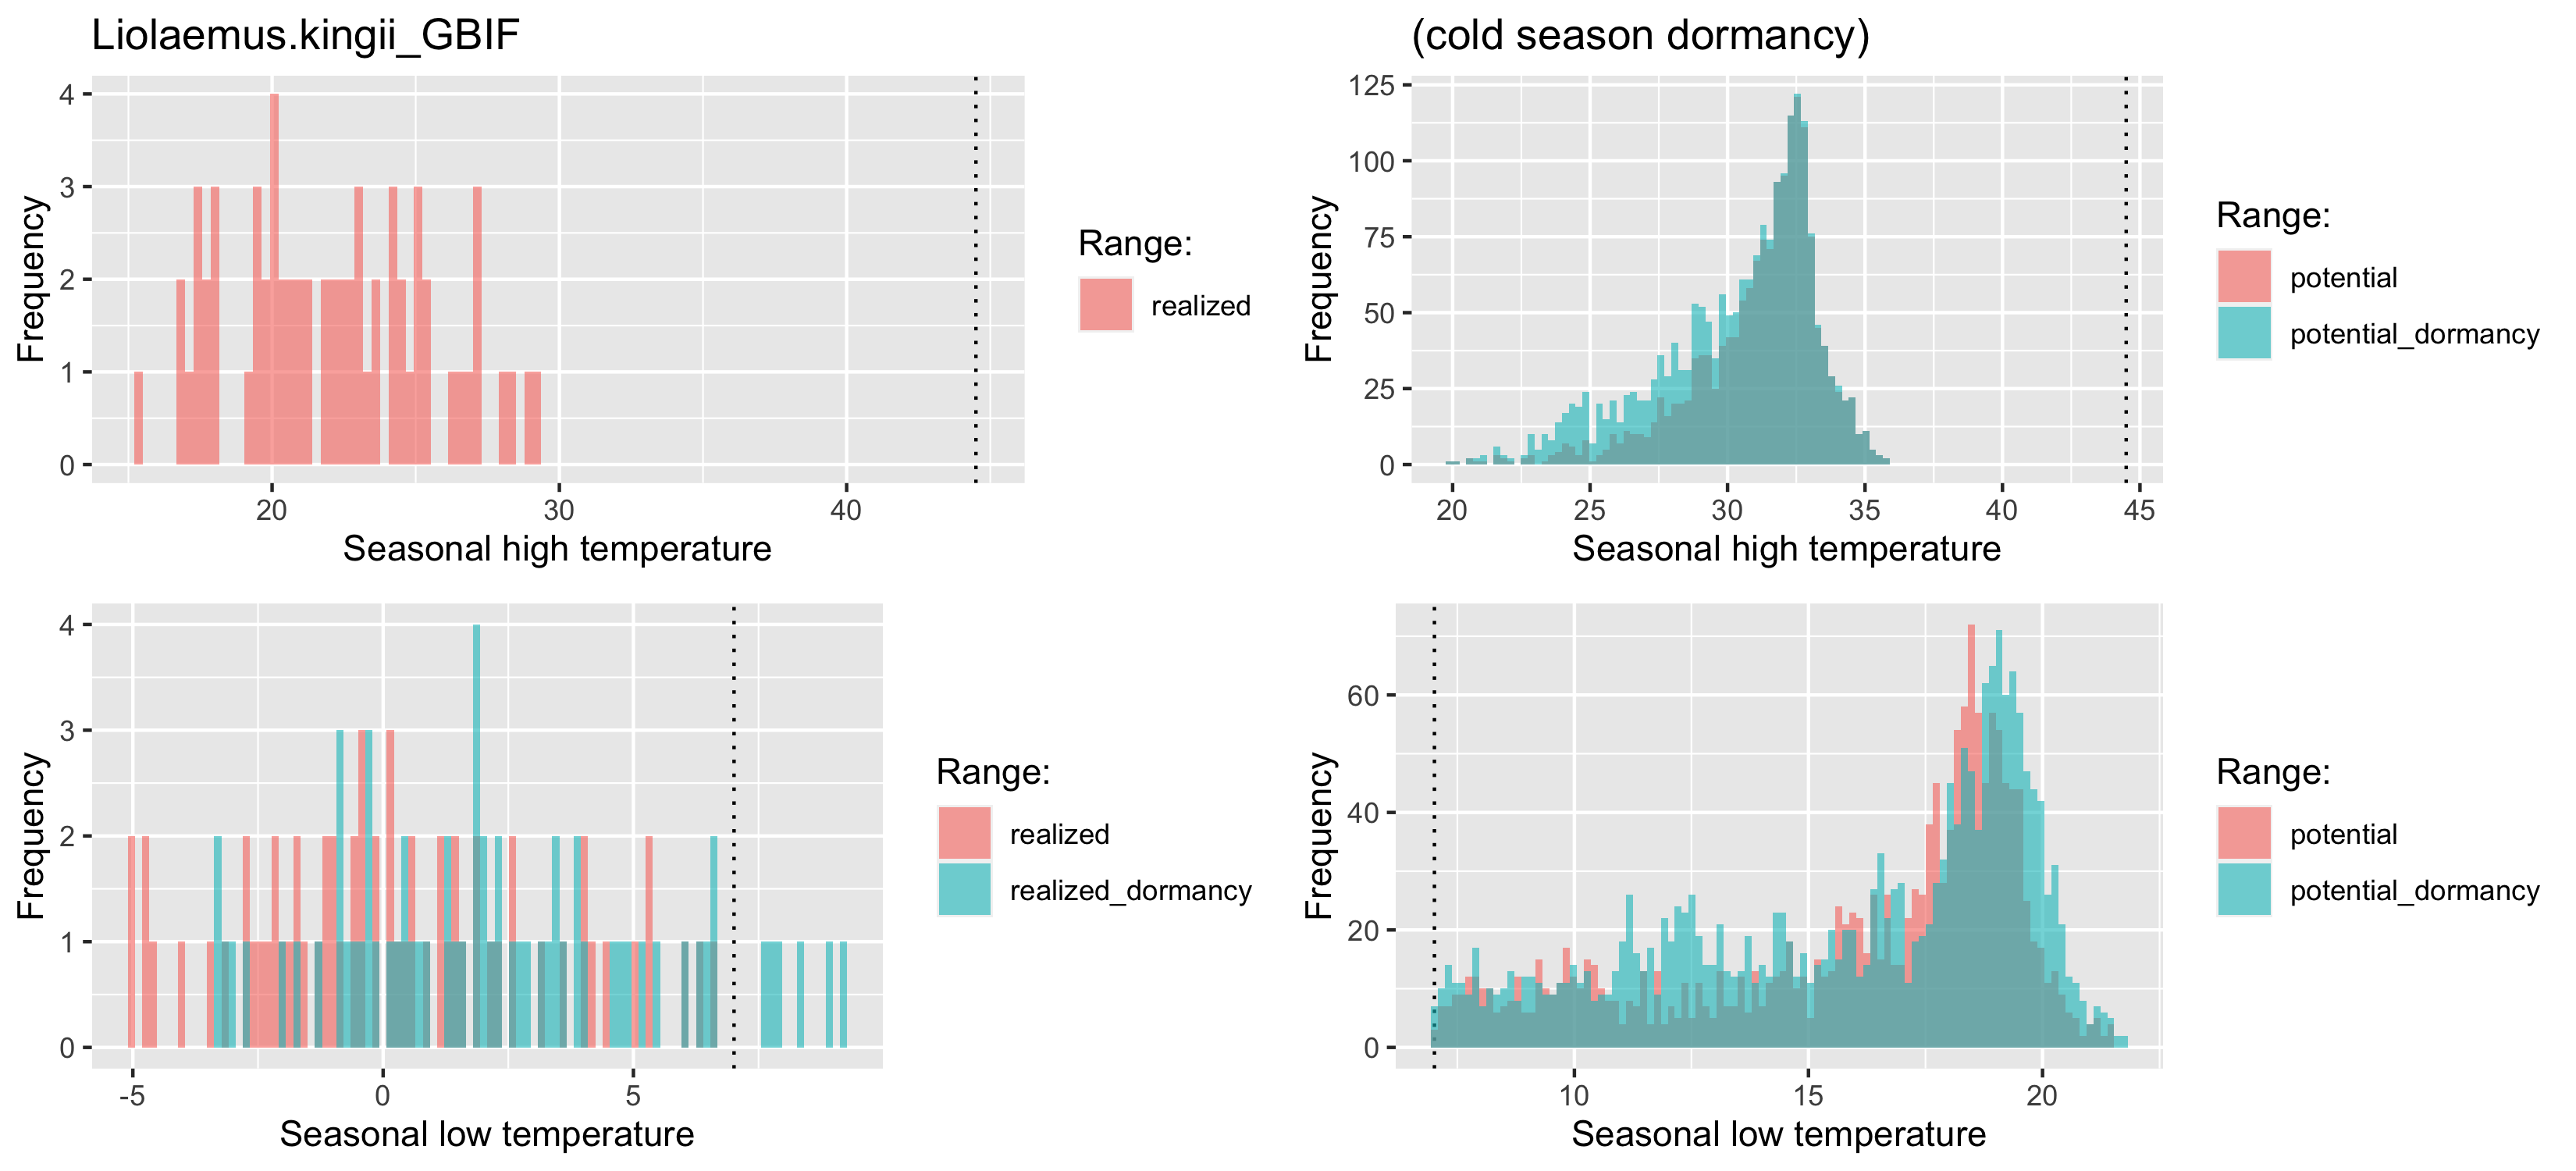 Liolaemus.kingii_GBIF
Frequency
4
3
2
1
0
20
30
40
Seasonal high temperature
Range:
realized
(cold season dormancy)
Frequency
125
100
75
50
25
0
20
25
30
35
40
45
Seasonal high temperature
Range:
potential
potential_dormancy
Frequency
4
3
2
1
0
-5
0
5
Seasonal low temperature
Range:
realized
realized_dormancy
Frequency
60
40
20
0
10
15
20
Seasonal low temperature
Range:
potential
potential_dormancy